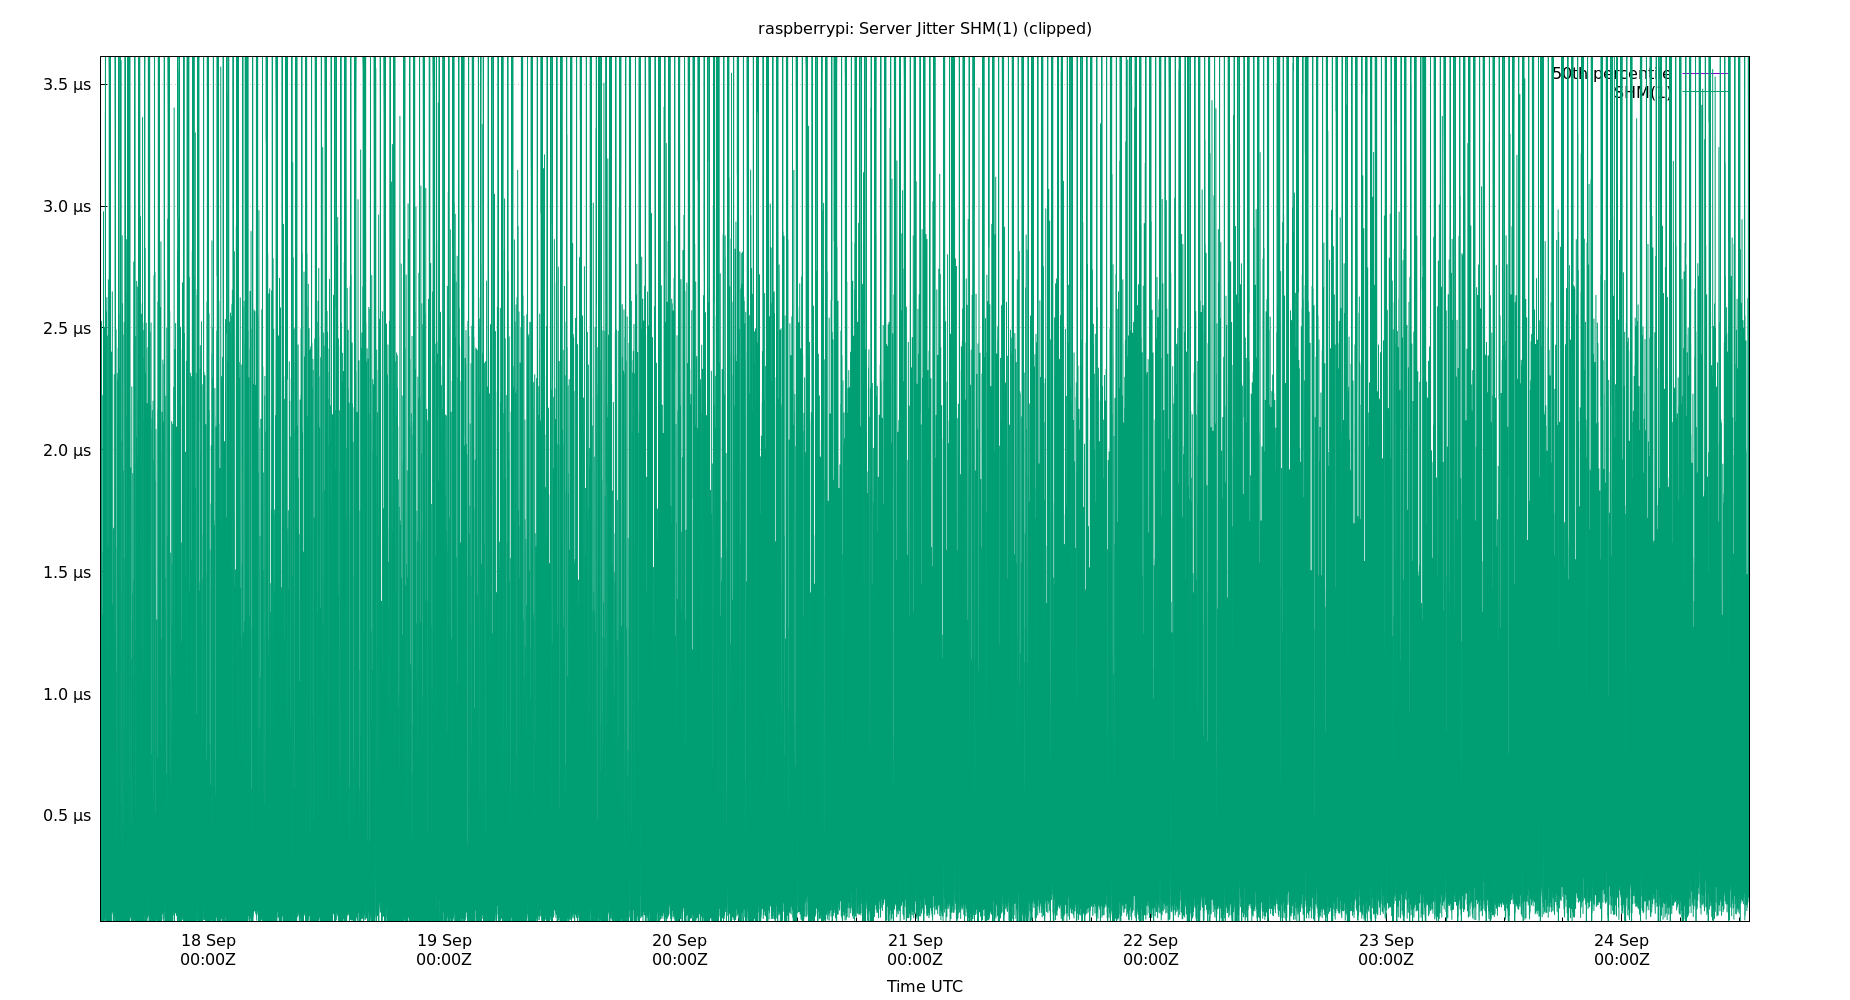 raspberrypi: Server Jitter SHM(1) (clipped)
50th percentile
SHM(1)
3.5 µs
3.0 µs
2.5 µs
2.0 µs
1.5 µs
1.0 µs
0.5 µs
18 Sep 19 Sep 20 Sep 21 Sep 22 Sep 23 Sep 24 Sep
00:00Z 00:00Z 00:00Z 00:00Z 00:00Z 00:00Z 00:00Z
Time UTC